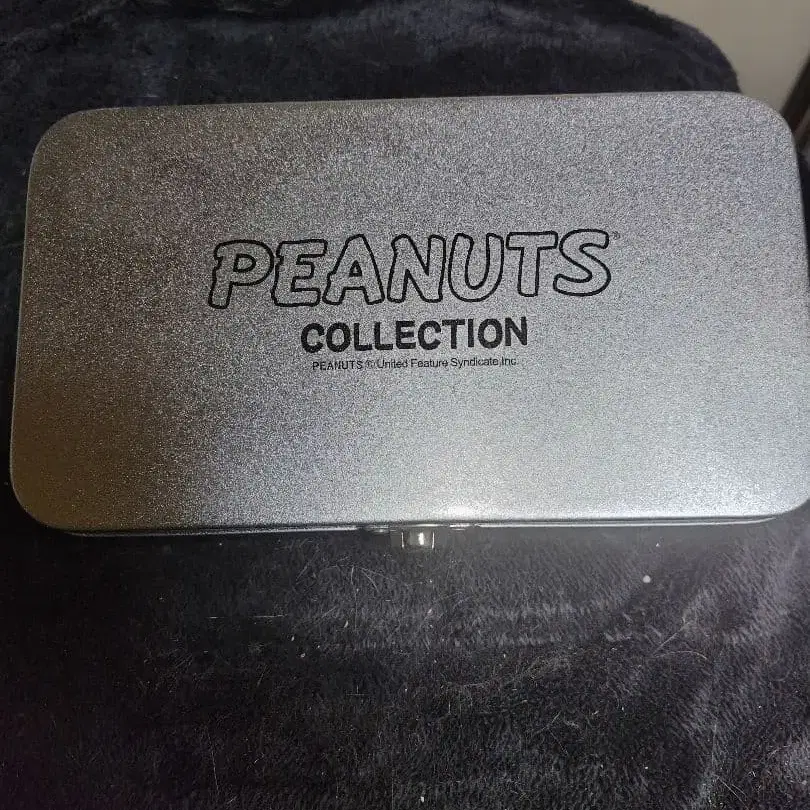 PEANUTS®
COLLECTION
PEANUTS © United Feature Syndicate,Inc.